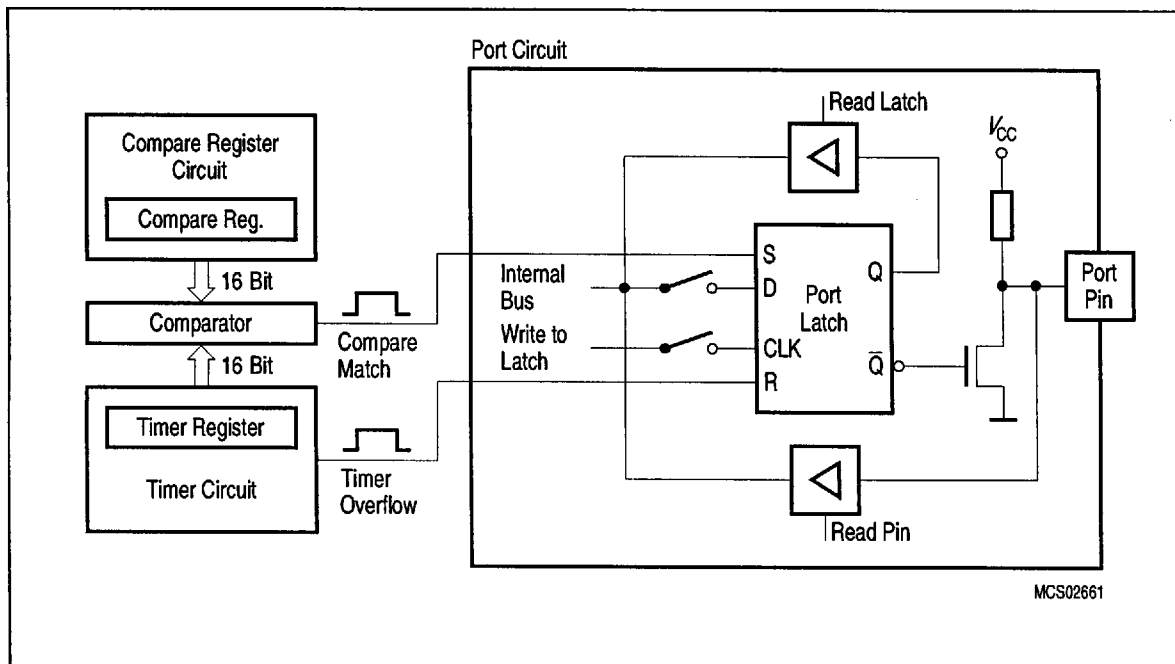 Port Circuit
Compare Register
Circuit
Compare Reg.
16 Bit
Comparator
16 Bit
Timer Register
Timer Circuit
Compare
Match
Timer
Overflow
Internal
Bus
Write to
Latch
Read Latch
S
D
CLK
R
Q
Port
Latch
Q̅
Read Pin
VCC
Port
Pin
MCS02661